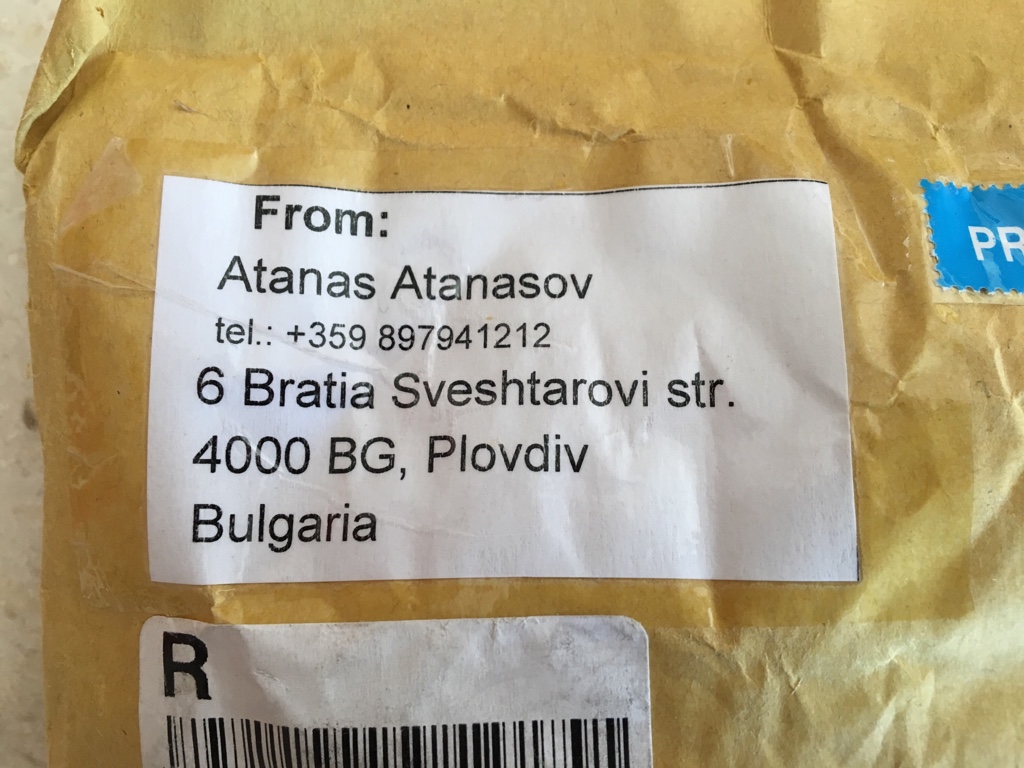 From:
Atanas Atanasov
tel.: +359 897941212
6 Bratia Sveshtarovi str.
4000 BG, Plovdiv
Bulgaria
PR
R